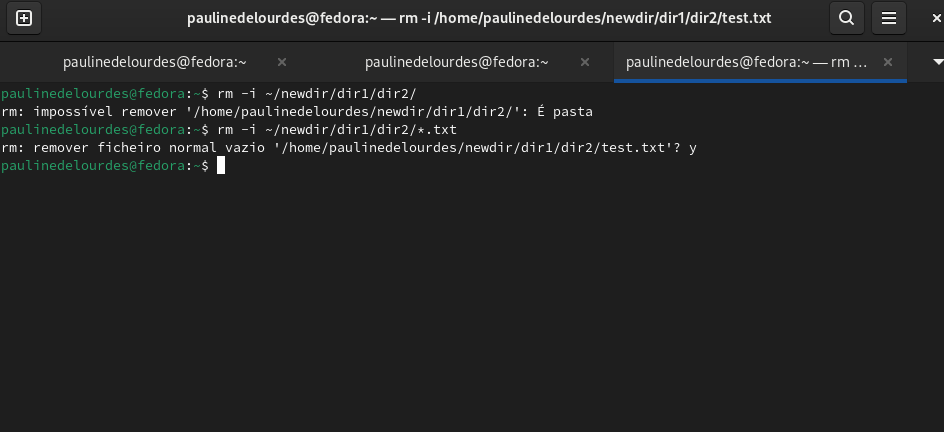 paulinedelourdes@fedora:~ — rm -i /home/paulinedelourdes/newdir/dir1/dir2/test.txt
paulinedelourdes@fedora:~ paulinedelourdes@fedora:~ paulinedelourdes@fedora:~ — rm …
paulinedelourdes@fedora:~$ rm -i ~/newdir/dir1/dir2/
rm: impossível remover '/home/paulinedelourdes/newdir/dir1/dir2/': É pasta
paulinedelourdes@fedora:~$ rm -i ~/newdir/dir1/dir2/*.txt
rm: remover ficheiro normal vazio '/home/paulinedelourdes/newdir/dir1/dir2/test.txt'? y
paulinedelourdes@fedora:~$